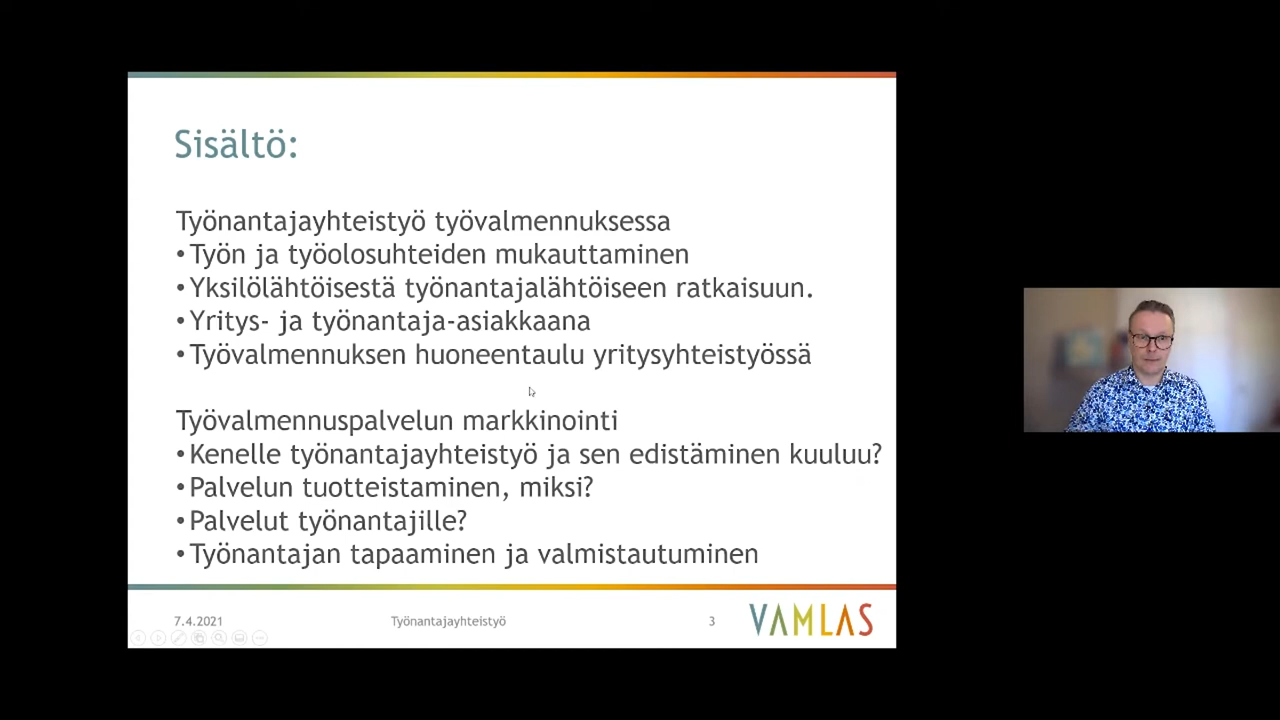 Sisältö:
Työnantajayhteistyö työvalmennuksessa
• Työn ja työolosuhteiden mukauttaminen
• Yksilölähtöisestä työnantajalähtöiseen ratkaisuun.
• Yritys- ja työnantaja-asiakkaana
• Työvalmennuksen huoneentaulu yritysyhteistyössä
Työvalmennuspalvelun markkinointi
• Kenelle työnantajayhteistyö ja sen edistäminen kuuluu?
• Palvelun tuotteistaminen, miksi?
• Palvelut työnantajille?
• Työnantajan tapaaminen ja valmistautuminen
7.4.2021
Työnantajayhteistyö
3
VAMLAS